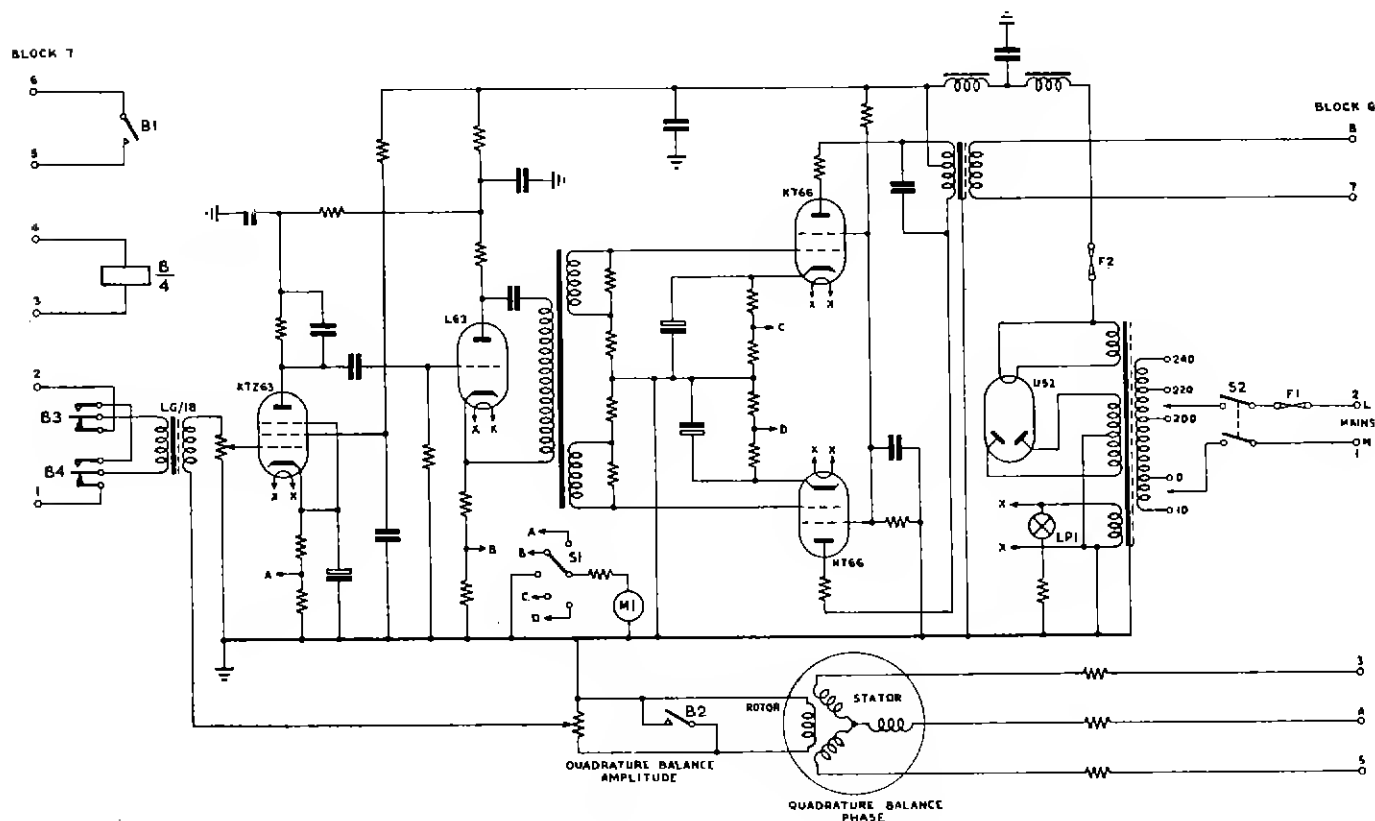 BLOCK 7
6
B1
5
4
B
4
3
2
B3
LG/18
B4
1
KTZ63
X X
A
L63
X X
B
A
B
S1
C
D
M1
KT66
X X
C
D
X X
KT66
BLOCK 6
8
7
F2
U52
240
220
200
0
10
S2
F1
2
L
MAINS
M
1
X
LP1
X
B2
ROTOR
STATOR
3
4
5
QUADRATURE BALANCE
AMPLITUDE
QUADRATURE BALANCE
PHASE